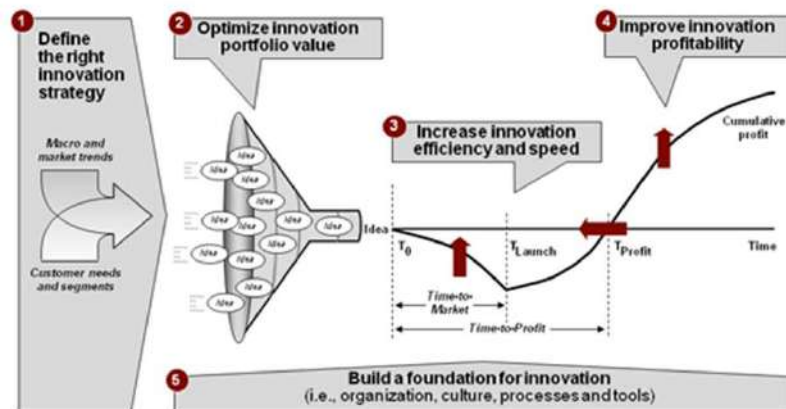 1
Define
the right
innovation
strategy
Macro and
market trends
Customer needs
and segments
2
Optimize innovation
portfolio value
Idea
Idea
Idea
Idea
Idea
Idea
Idea
Idea
Idea
Idea
Idea
Idea
3
Increase innovation
efficiency and speed
4
Improve innovation
profitability
Cumulative
profit
Idea
T0
TLaunch
TProfit
Time
Time-to-
Market
Time-to-Profit
5
Build a foundation for innovation
(i.e., organization, culture, processes and tools)